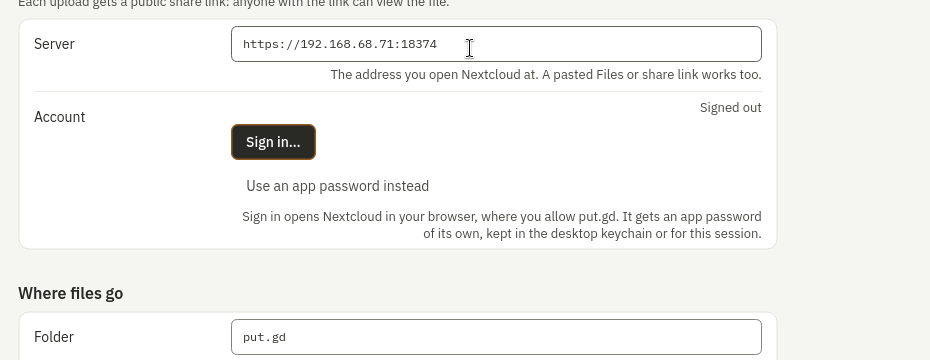 Each upload gets a public share link: anyone with the link can view the file.
Server
https://192.168.68.71:18374
The address you open Nextcloud at. A pasted Files or share link works too.
Account
Signed out
Sign in...
Use an app password instead
Sign in opens Nextcloud in your browser, where you allow put.gd. It gets an app password
of its own, kept in the desktop keychain or for this session.
Where files go
Folder
put.gd